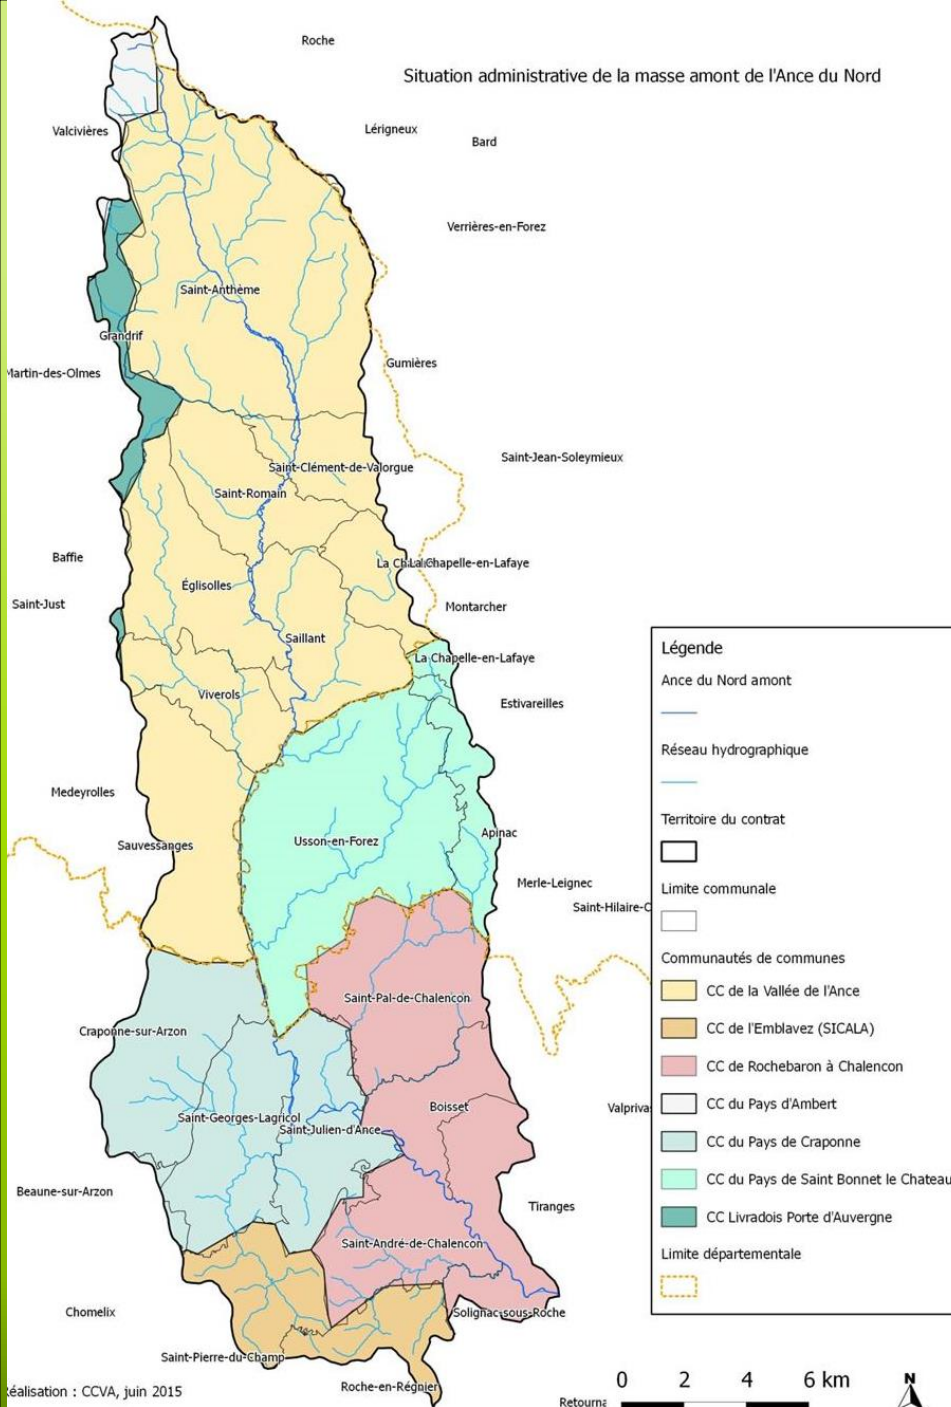 Roche
Situation administrative de la masse amont de l'Ance du Nord
Valcivières
Lérigneux
Bard
Verrières-en-Forez
Saint-Anthème
Grandrif
Gumières
Martin-des-Olmes
Saint-Jean-Soleymieux
Saint-Clément-de-Valorgue
Saint-Romain
Baffie
La Chapelle-en-Lafaye
Églisolles
Saint-Just
Montarcher
Saillant
La Chapelle-en-Lafaye
Viverols
Estivareilles
Medeyrolles
Usson-en-Forez
Apinac
Sauvessanges
Merle-Leignec
Saint-Hilaire-C
Saint-Pal-de-Chalencon
Craponne-sur-Arzon
Boisset
Valprivas
Saint-Georges-Lagricol
Saint-Julien-d'Ance
Beaune-sur-Arzon
Tiranges
Saint-André-de-Chalencon
Chomelix
Solignac-sous-Roche
Saint-Pierre-du-Champ
Roche-en-Régnier
Retourna
Légende
Ance du Nord amont
Réseau hydrographique
Territoire du contrat
Limite communale
Communautés de communes
CC de la Vallée de l'Ance
CC de l'Emblavez (SICALA)
CC de Rochebaron à Chalencon
CC du Pays d'Ambert
CC du Pays de Craponne
CC du Pays de Saint Bonnet le Chateau
CC Livradois Porte d'Auvergne
Limite départementale
Réalisation : CCVA, juin 2015
0 2 4 6 km
N